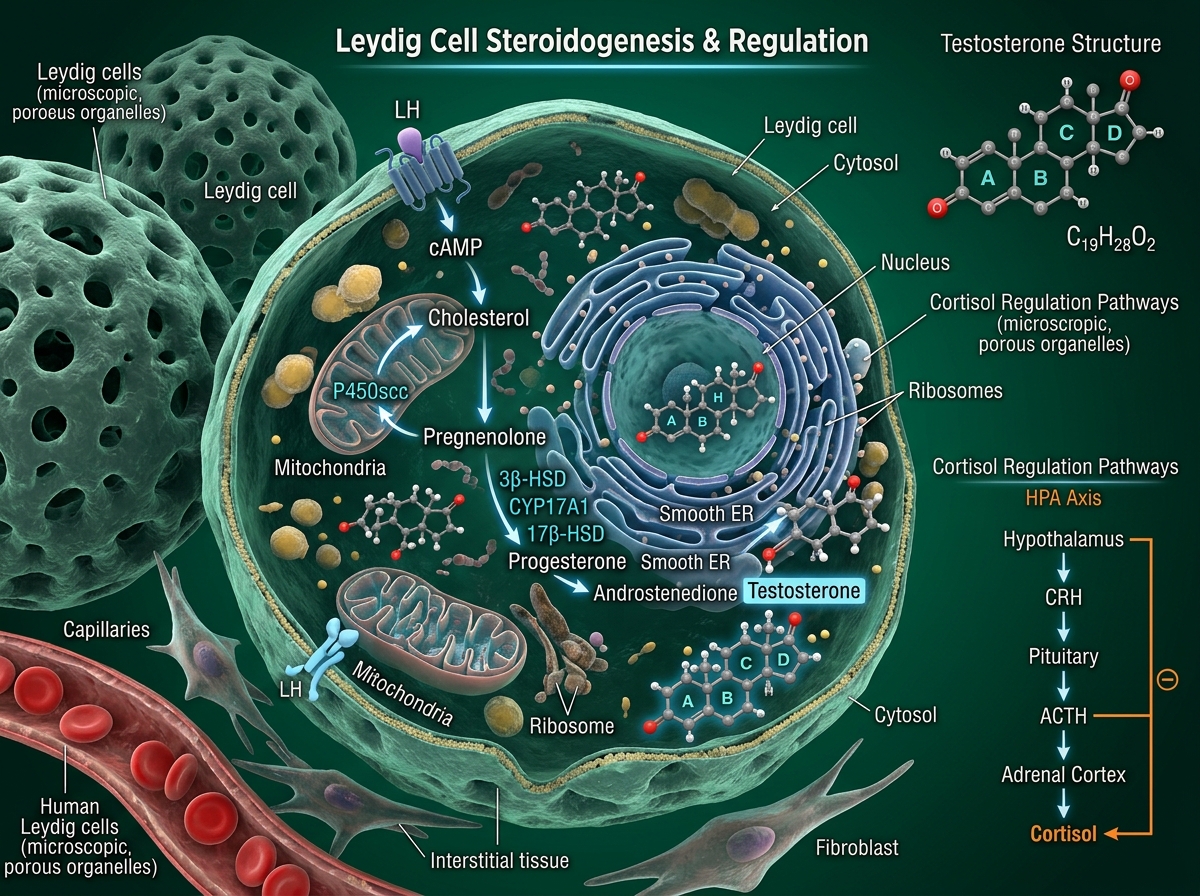 Leydig Cell Steroidogenesis & Regulation
Testosterone Structure
Leydig cells
(microscopic,
poroeus organelles)
Leydig cell
LH
Leydig cell
Cytosol
A
B
C
D
O
O
H
H
H
H
H
H
C₁₉H₂₈O₂
cAMP
Cholesterol
P450scc
Pregnenolone
Mitochondria
3β-HSD
CYP17A1
17β-HSD
Progesterone
Smooth ER
Smooth ER
Androstenedione
Testosterone
Nucleus
A
B
H
Cortisol Regulation Pathways
(microscropic,
porous organelles)
Ribosomes
Cortisol Regulation Pathways
HPA Axis
Hypothalamus
CRH
Pituitary
ACTH
Adrenal Cortex
Cortisol
Capillaries
LH
Mitochondria
Ribosome
A
B
C
D
Cytosol
Human
Leydig cells
(microscopic,
porous organelles)
Interstitial tissue
Fibroblast